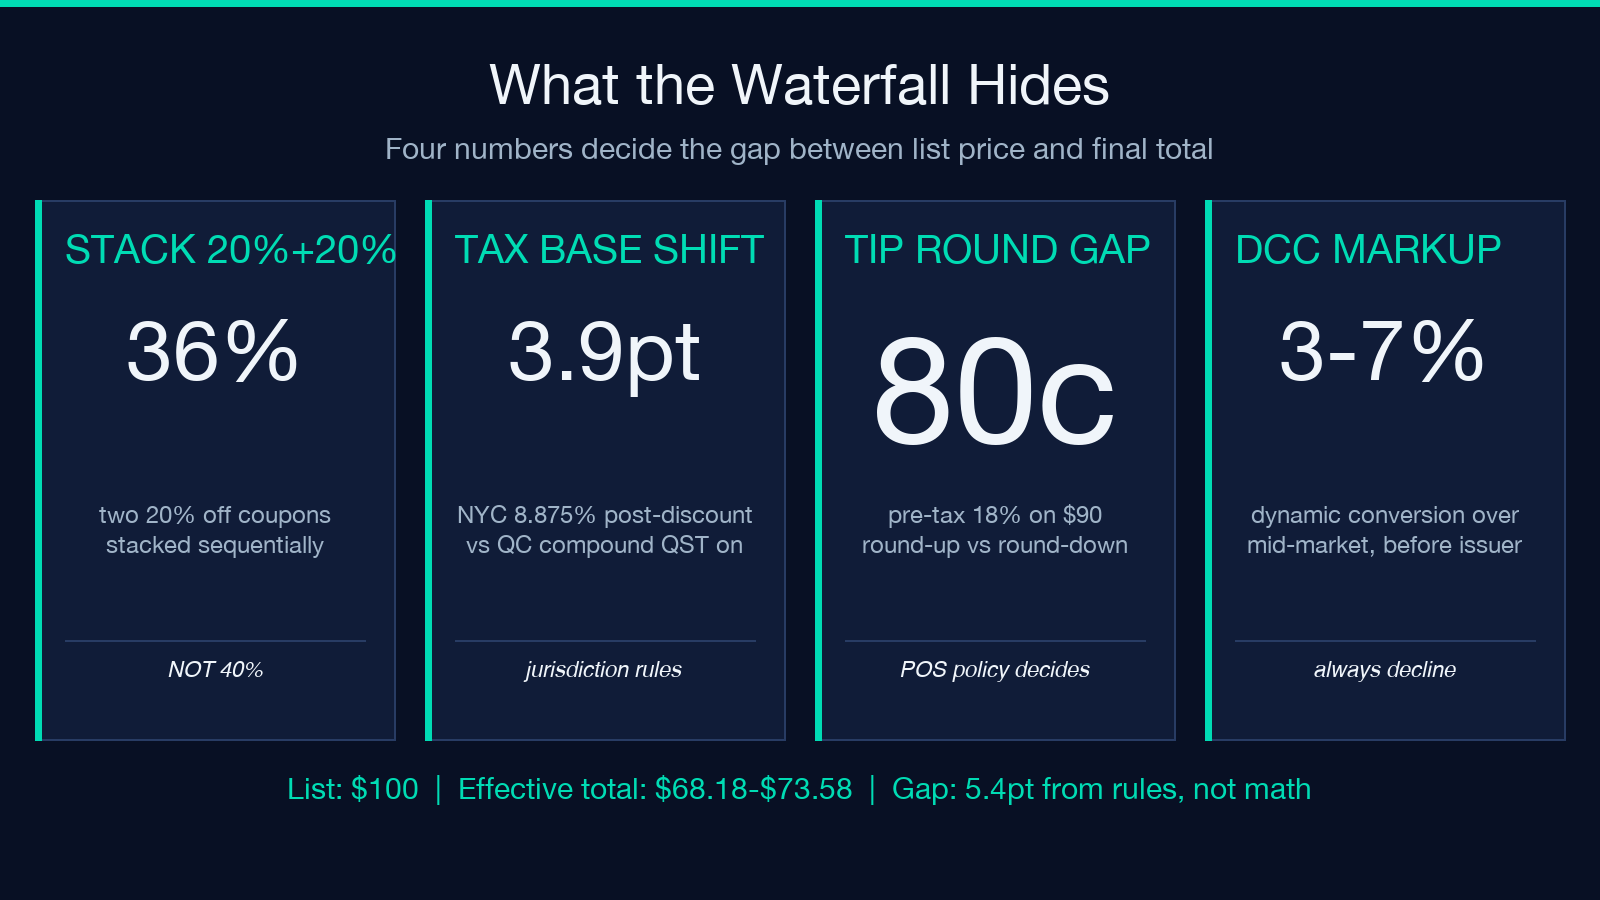 What the Waterfall Hides
Four numbers decide the gap between list price and final total
STACK 20%+20%
36%
two 20% off coupons
stacked sequentially
NOT 40%
TAX BASE SHIFT
3.9pt
NYC 8.875% post-discount
vs QC compound QST on
jurisdiction rules
TIP ROUND GAP
80c
pre-tax 18% on $90
round-up vs round-down
POS policy decides
DCC MARKUP
3-7%
dynamic conversion over
mid-market, before issuer
always decline
List: $100 | Effective total: $68.18-$73.58 | Gap: 5.4pt from rules, not math